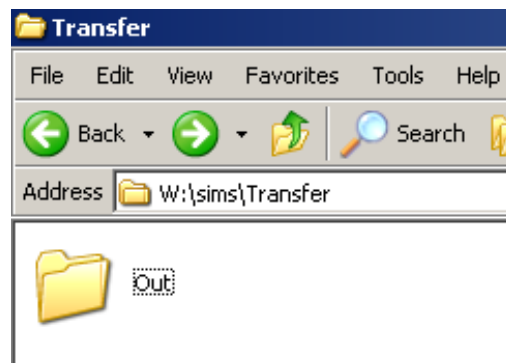 Transfer
File Edit View Favorites Tools Help
Back Search
Address W:\sims\Transfer
Out